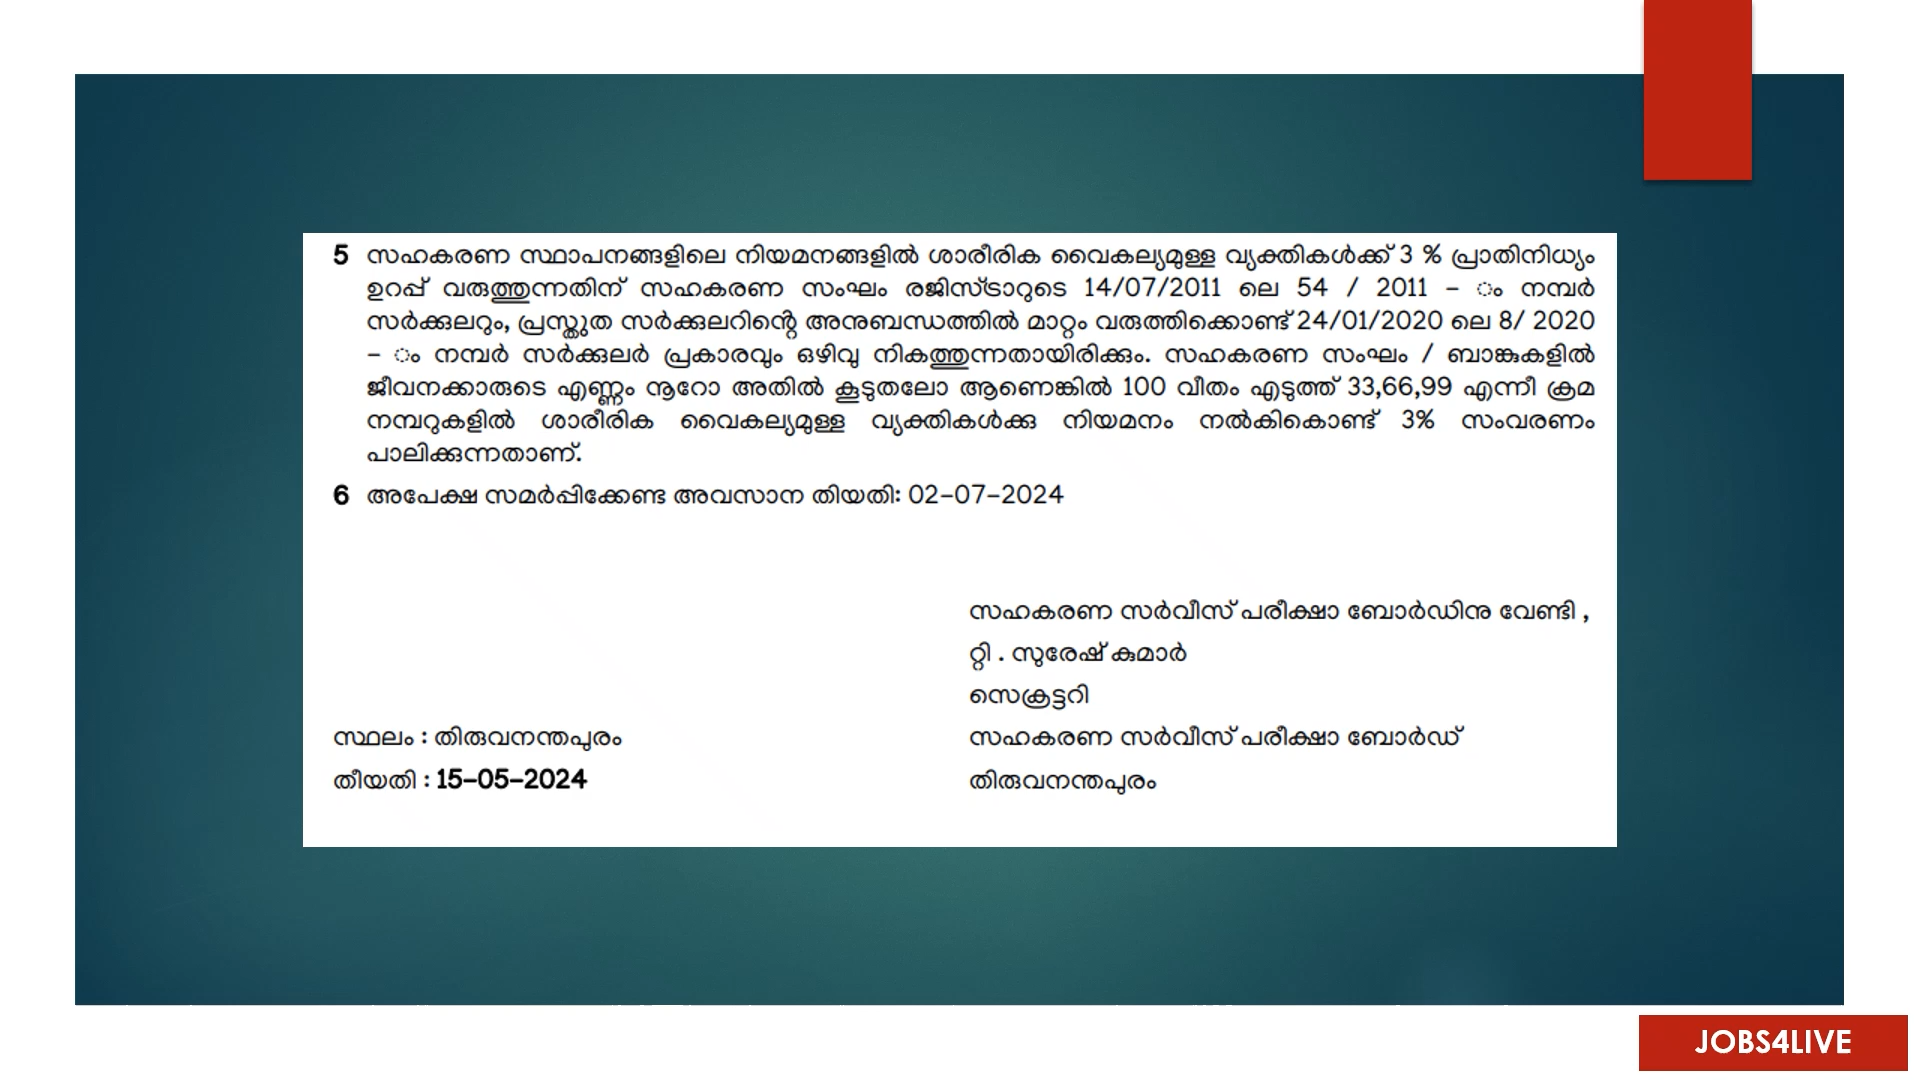 5 സഹകരണ സ്ഥാപനങ്ങളിലെ നിയമനങ്ങളിൽ ശാരീരിക വൈകല്യമുള്ള വ്യക്തികൾക്ക് 3 % പ്രാതിനിധ്യം
ഉറപ്പ് വരുത്തുന്നതിന് സഹകരണ സംഘം രജിസ്ട്രാറുടെ 14/07/2011 ലെ 54 / 2011 – ം നമ്പർ
സർക്കുലറും, പ്രസ്തുത സർക്കുലറിന്റെ അനുബന്ധത്തിൽ മാറ്റം വരുത്തിക്കൊണ്ട് 24/01/2020 ലെ 8/ 2020
– ം നമ്പർ സർക്കുലർ പ്രകാരവും ഒഴിവു നികത്തുന്നതായിരിക്കും. സഹകരണ സംഘം / ബാങ്കുകളിൽ
ജീവനക്കാരുടെ എണ്ണം നൂറോ അതിൽ കൂടുതലോ ആണെങ്കിൽ 100 വീതം എടുത്ത് 33,66,99 എന്നീ ക്രമ
നമ്പറുകളിൽ ശാരീരിക വൈകല്യമുള്ള വ്യക്തികൾക്കു നിയമനം നൽകികൊണ്ട് 3% സംവരണം
പാലിക്കുന്നതാണ്.
6 അപേക്ഷ സമർപ്പിക്കേണ്ട അവസാന തിയതി: 02-07-2024
സഹകരണ സർവീസ് പരീക്ഷാ ബോർഡിനു വേണ്ടി ,
റ്റി . സുരേഷ് കുമാർ
സെക്രട്ടറി
സ്ഥലം : തിരുവനന്തപുരം
സഹകരണ സർവീസ് പരീക്ഷാ ബോർഡ്
തീയതി : 15-05-2024
തിരുവനന്തപുരം
JOBS4LIVE